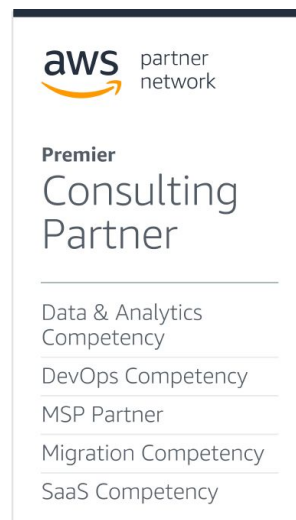 aws partner
network
Premier
Consulting
Partner
Data & Analytics
Competency
DevOps Competency
MSP Partner
Migration Competency
SaaS Competency